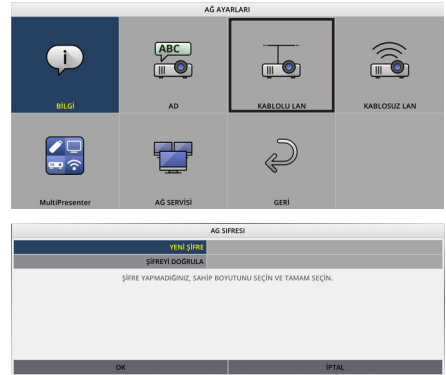 AĞ AYARLARI
ABC
BİLGİ
AD
KABLOLU LAN
KABLOSUZ LAN
MultiPresenter
AĞ SERVİSİ
GERİ
AG SIFRESI
YENİ ŞİFRE
ŞİFREYİ DOĞRULA
ŞİFRE YAPMADIĞINIZ, SAHİP BOYUTUNU SEÇİN VE TAMAM SEÇİN.
OK
İPTAL